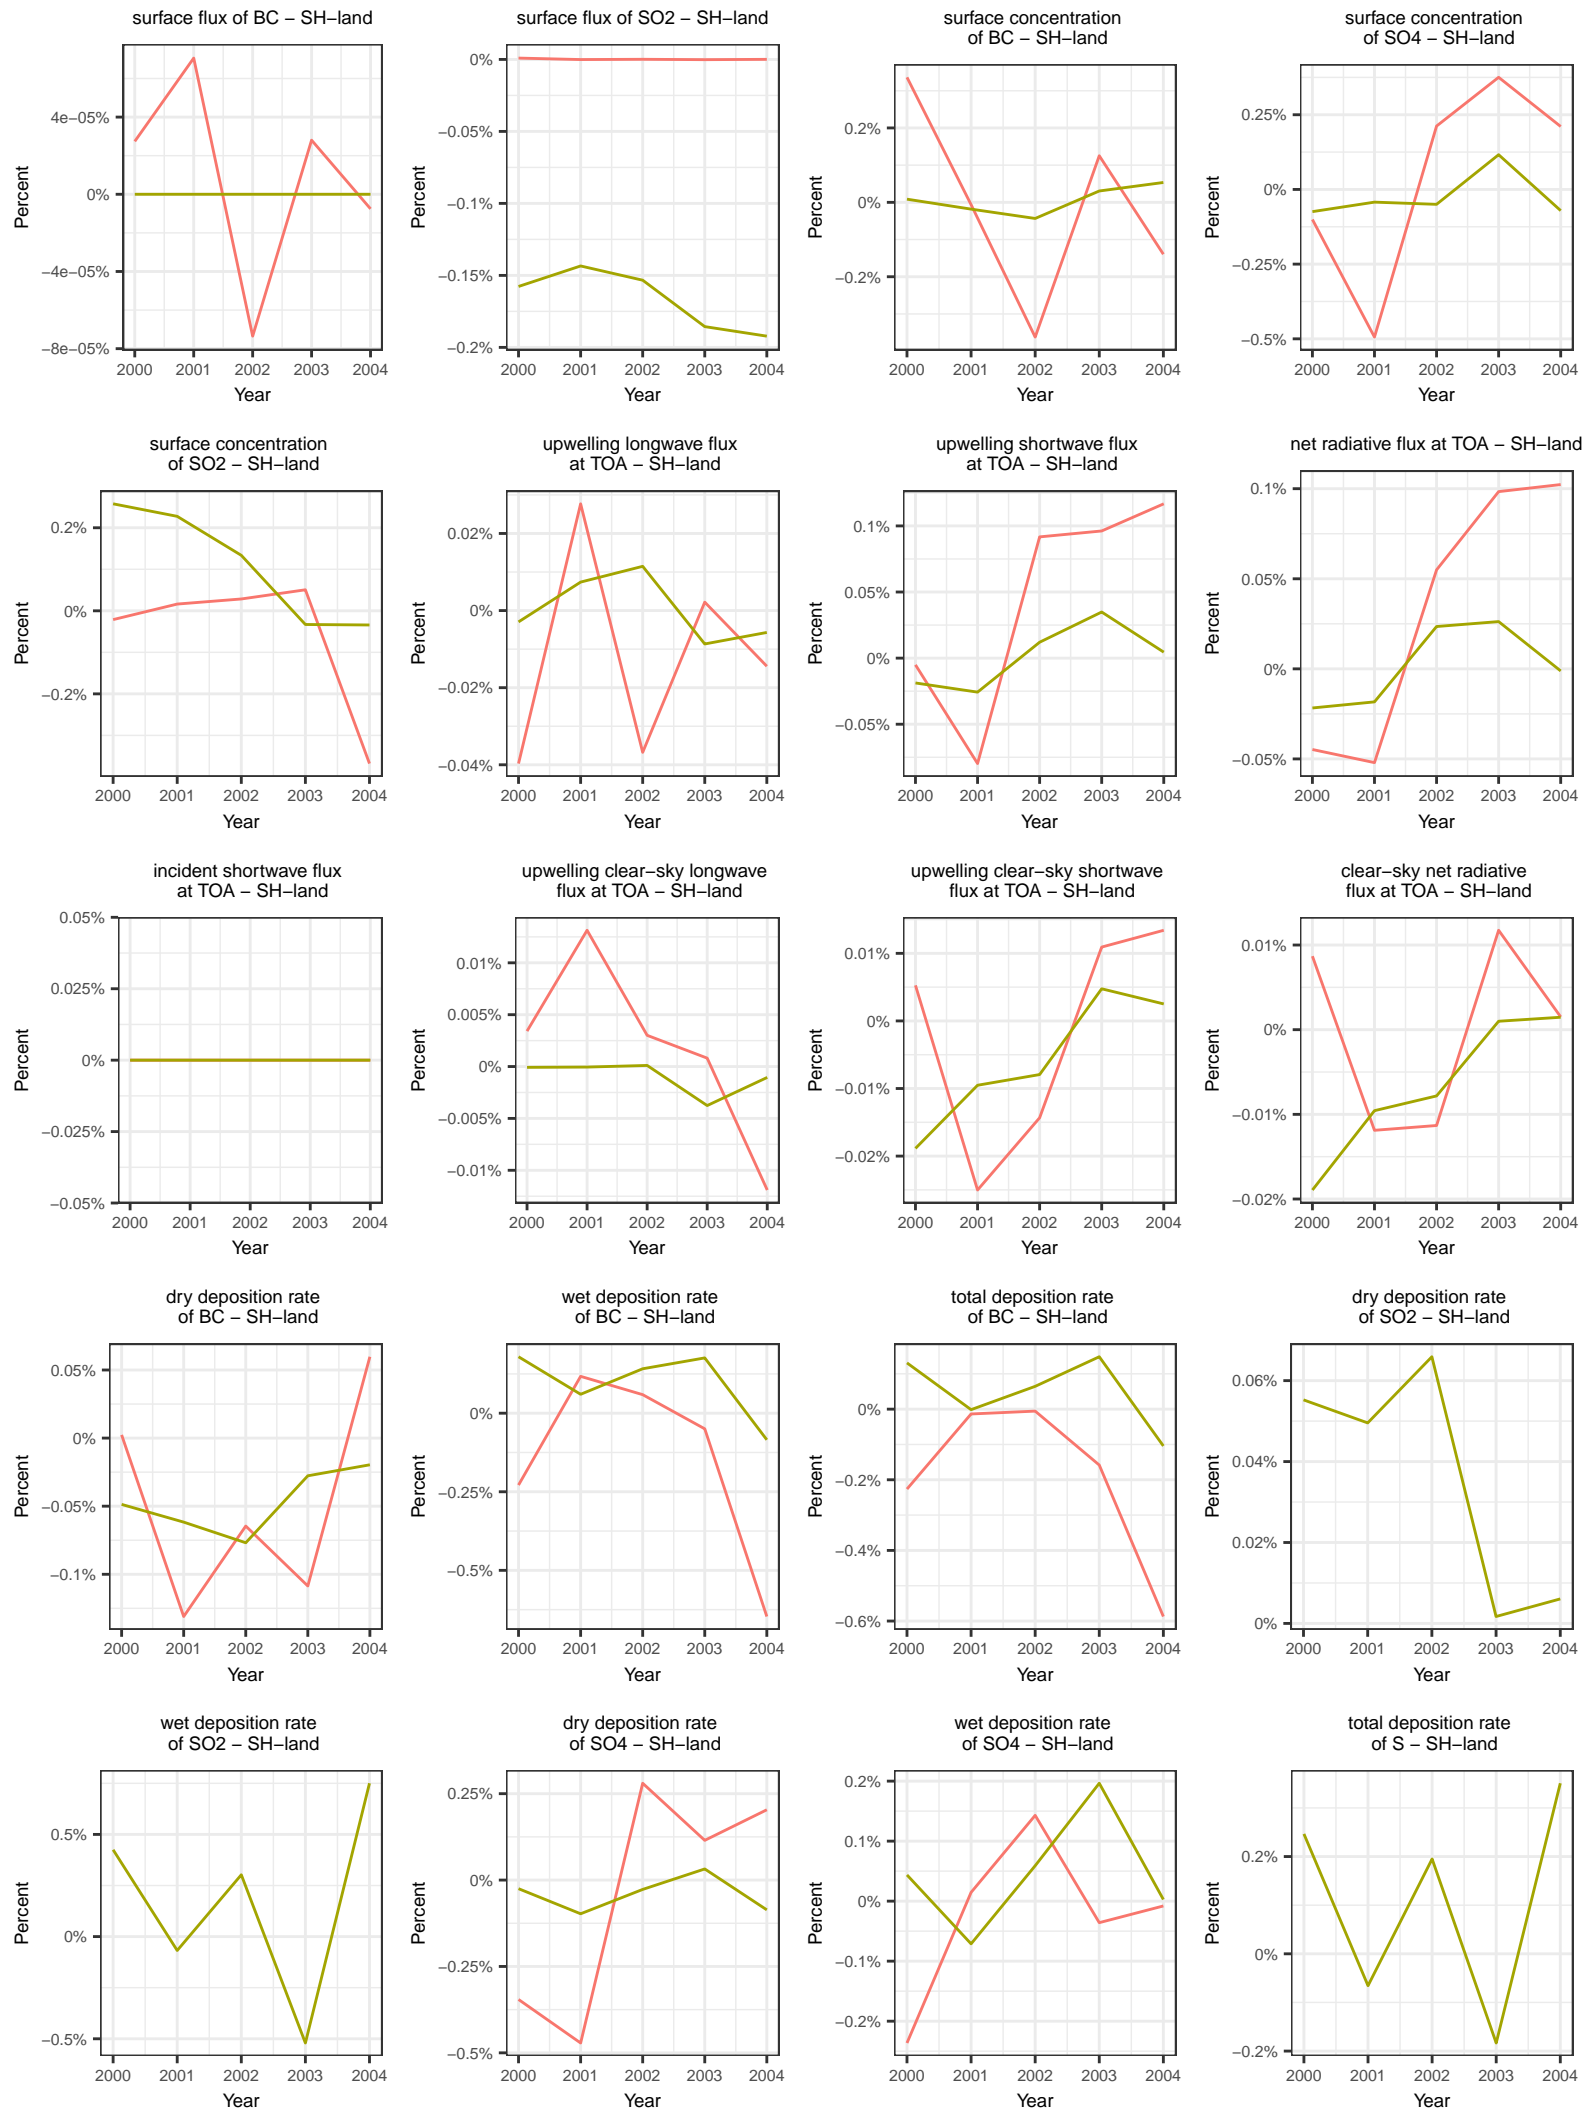 surface flux of BC − SH−land
4e−05%
0%
−4e−05%
−8e−05%
2000 2001 2002 2003 2004
Year
Percent
surface flux of SO2 − SH−land
0%
−0.05%
−0.1%
−0.15%
−0.2%
2000 2001 2002 2003 2004
Year
Percent
surface concentration
of BC − SH−land
0.2%
0%
−0.2%
2000 2001 2002 2003 2004
Year
Percent
surface concentration
of SO4 − SH−land
0.25%
0%
−0.25%
−0.5%
2000 2001 2002 2003 2004
Year
Percent
surface concentration
of SO2 − SH−land
0.2%
0%
−0.2%
2000 2001 2002 2003 2004
Year
Percent
upwelling longwave flux
at TOA − SH−land
0.02%
0%
−0.02%
−0.04%
2000 2001 2002 2003 2004
Year
Percent
upwelling shortwave flux
at TOA − SH−land
0.1%
0.05%
0%
−0.05%
2000 2001 2002 2003 2004
Year
Percent
net radiative flux at TOA − SH−land
0.1%
0.05%
0%
−0.05%
2000 2001 2002 2003 2004
Year
Percent
incident shortwave flux
at TOA − SH−land
0.05%
0.025%
0%
−0.025%
−0.05%
2000 2001 2002 2003 2004
Year
Percent
upwelling clear−sky longwave
flux at TOA − SH−land
0.01%
0.005%
0%
−0.005%
−0.01%
2000 2001 2002 2003 2004
Year
Percent
upwelling clear−sky shortwave
flux at TOA − SH−land
0.01%
0%
−0.01%
−0.02%
2000 2001 2002 2003 2004
Year
Percent
clear−sky net radiative
flux at TOA − SH−land
0.01%
0%
−0.01%
−0.02%
2000 2001 2002 2003 2004
Year
Percent
dry deposition rate
of BC − SH−land
0.05%
0%
−0.05%
−0.1%
2000 2001 2002 2003 2004
Year
Percent
wet deposition rate
of BC − SH−land
0%
−0.25%
−0.5%
2000 2001 2002 2003 2004
Year
Percent
total deposition rate
of BC − SH−land
0%
−0.2%
−0.4%
−0.6%
2000 2001 2002 2003 2004
Year
Percent
dry deposition rate
of SO2 − SH−land
0.06%
0.04%
0.02%
0%
2000 2001 2002 2003 2004
Year
Percent
wet deposition rate
of SO2 − SH−land
0.5%
0%
−0.5%
2000 2001 2002 2003 2004
Year
Percent
dry deposition rate
of SO4 − SH−land
0.25%
0%
−0.25%
−0.5%
2000 2001 2002 2003 2004
Year
Percent
wet deposition rate
of SO4 − SH−land
0.2%
0.1%
0%
−0.1%
−0.2%
2000 2001 2002 2003 2004
Year
Percent
total deposition rate
of S − SH−land
0.2%
0%
−0.2%
2000 2001 2002 2003 2004
Year
Percent